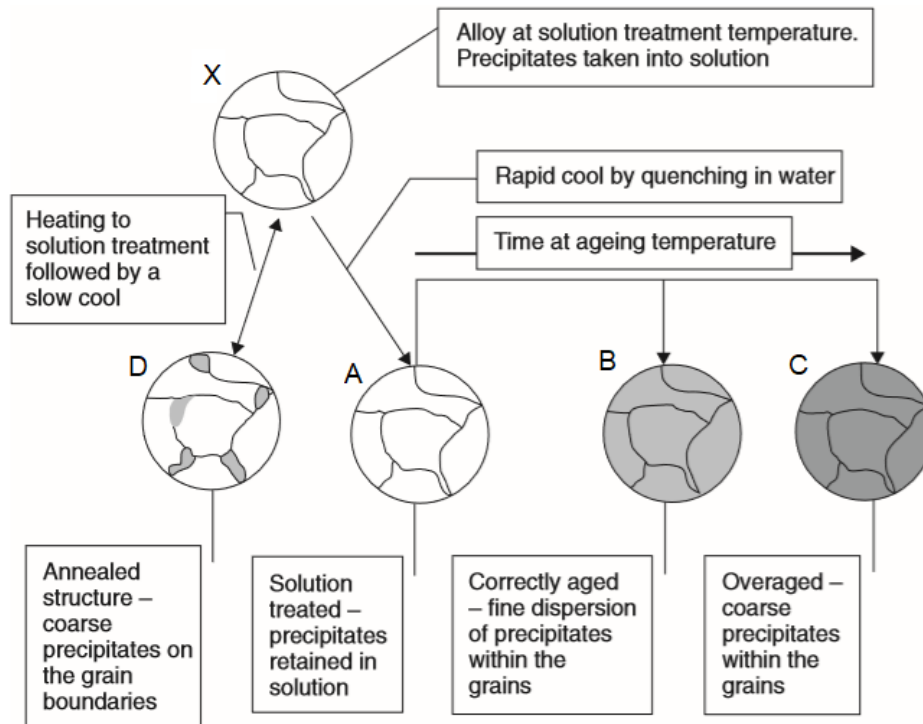 Alloy at solution treatment temperature.
Precipitates taken into solution
X
Rapid cool by quenching in water
Heating to
solution treatment
followed by a
slow cool
Time at ageing temperature
D
A
B
C
Annealed
structure –
coarse
precipitates on
the grain
boundaries
Solution
treated –
precipitates
retained in
solution
Correctly aged
– fine dispersion
of precipitates
within the
grains
Overaged –
coarse
precipitates
within the
grains